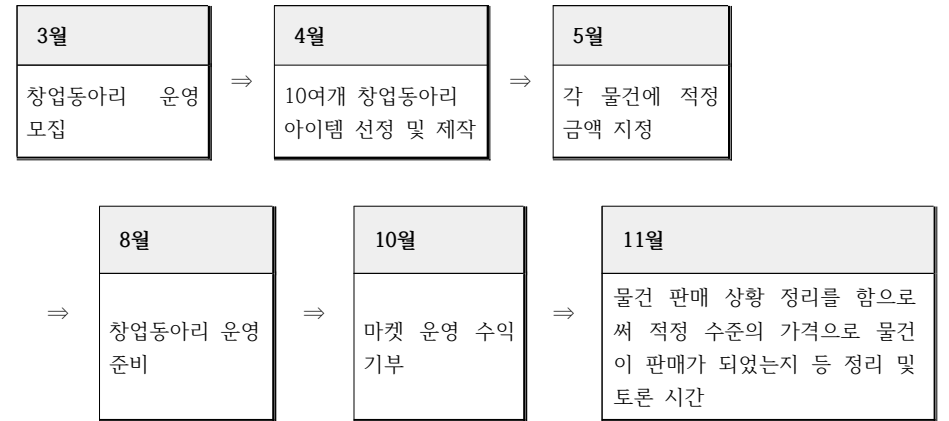 3월
창업동아리 운영
모집
⇒
4월
10여개 창업동아리
아이템 선정 및 제작
⇒
5월
각 물건에 적정
금액 지정
⇒
8월
창업동아리 운영
준비
⇒
10월
마켓 운영 수익
기부
⇒
11월
물건 판매 상황 정리를 함으로
써 적정 수준의 가격으로 물건
이 판매가 되었는지 등 정리 및
토론 시간